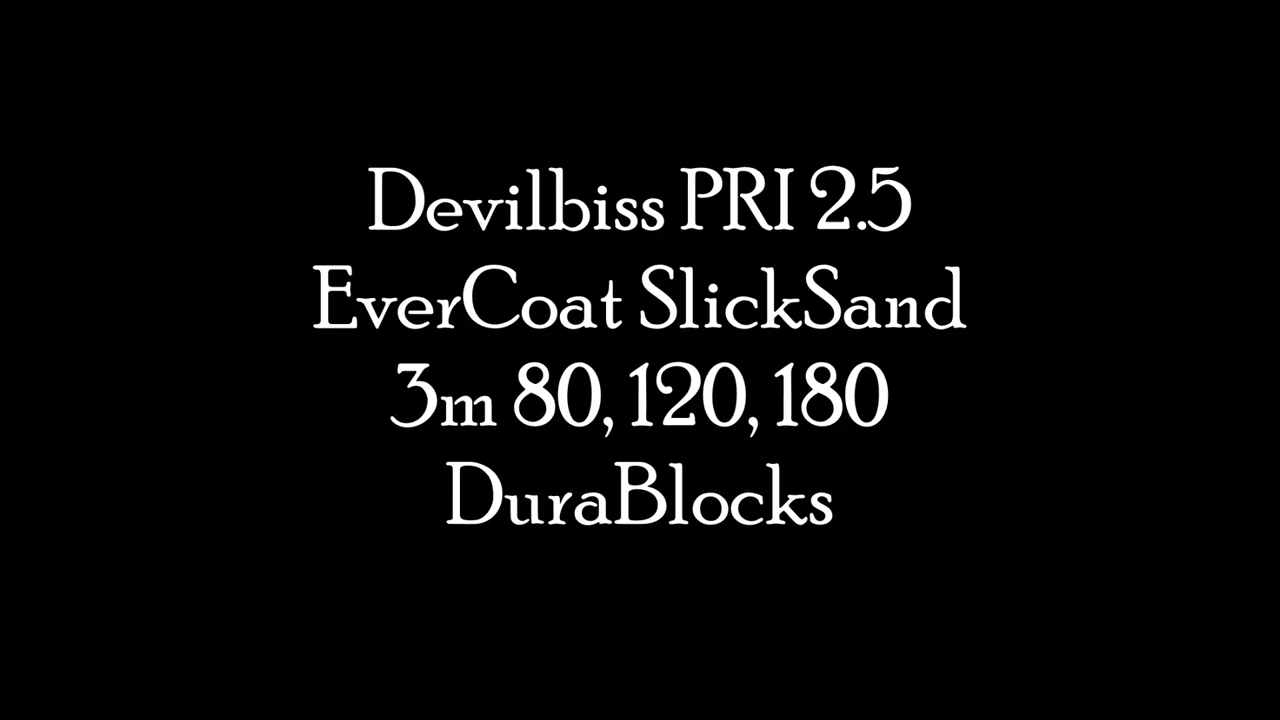 Devilbiss PRI 2.5
EverCoat SlickSand
3m 80, 120, 180
DuraBlocks